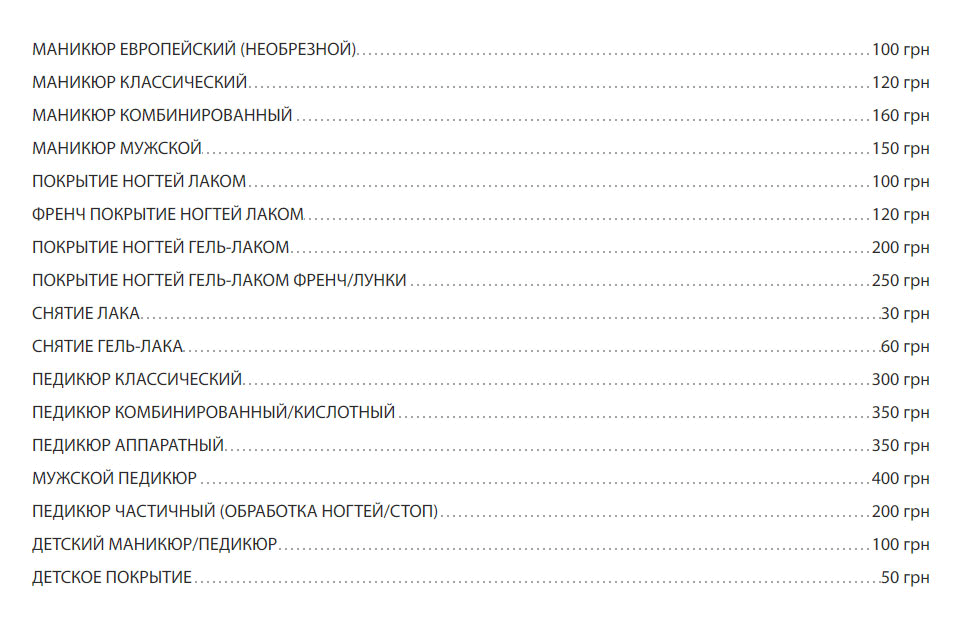 МАНИКЮР ЕВРОПЕЙСКИЙ (НЕОБРЕЗНОЙ) 100 грн
МАНИКЮР КЛАССИЧЕСКИЙ 120 грн
МАНИКЮР КОМБИНИРОВАННЫЙ 160 грн
МАНИКЮР МУЖСКОЙ 150 грн
ПОКРЫТИЕ НОГТЕЙ ЛАКОМ 100 грн
ФРЕНЧ ПОКРЫТИЕ НОГТЕЙ ЛАКОМ 120 грн
ПОКРЫТИЕ НОГТЕЙ ГЕЛЬ-ЛАКОМ 200 грн
ПОКРЫТИЕ НОГТЕЙ ГЕЛЬ-ЛАКОМ ФРЕНЧ/ЛУНКИ 250 грн
СНЯТИЕ ЛАКА 30 грн
СНЯТИЕ ГЕЛЬ-ЛАКА 60 грн
ПЕДИКЮР КЛАССИЧЕСКИЙ 300 грн
ПЕДИКЮР КОМБИНИРОВАННЫЙ/КИСЛОТНЫЙ 350 грн
ПЕДИКЮР АППАРАТНЫЙ 350 грн
МУЖСКОЙ ПЕДИКЮР 400 грн
ПЕДИКЮР ЧАСТИЧНЫЙ (ОБРАБОТКА НОГТЕЙ/СТОП) 200 грн
ДЕТСКИЙ МАНИКЮР/ПЕДИКЮР 100 грн
ДЕТСКОЕ ПОКРЫТИЕ 50 грн